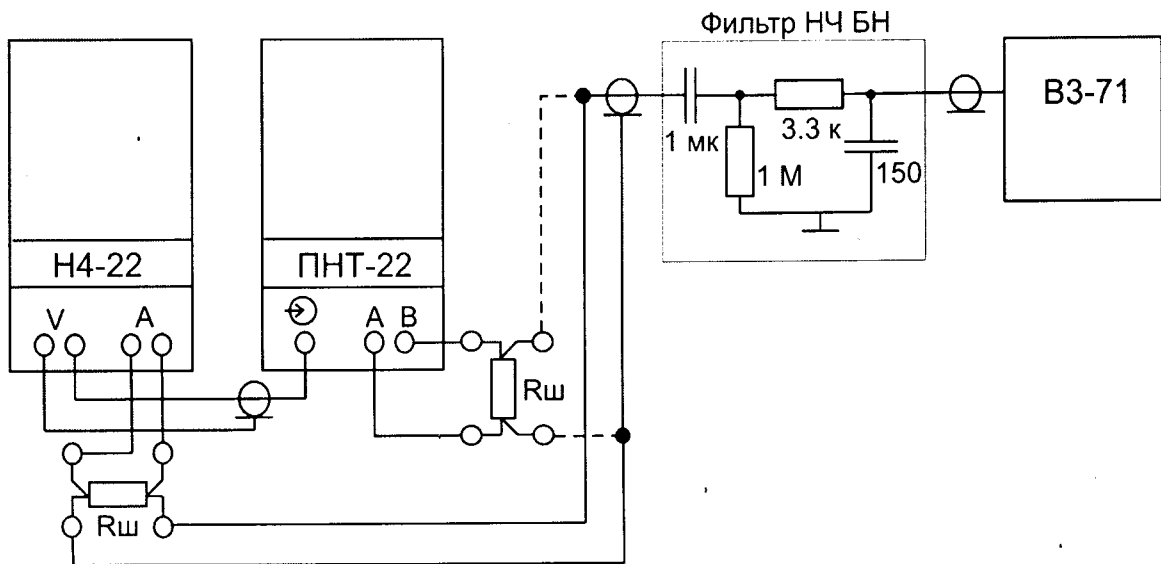 Фильтр НЧ БН
1 мк
3.3 к
1 М
150
В3-71
Н4-22
ПНТ-22
V
А
А
В
Rш
Rш